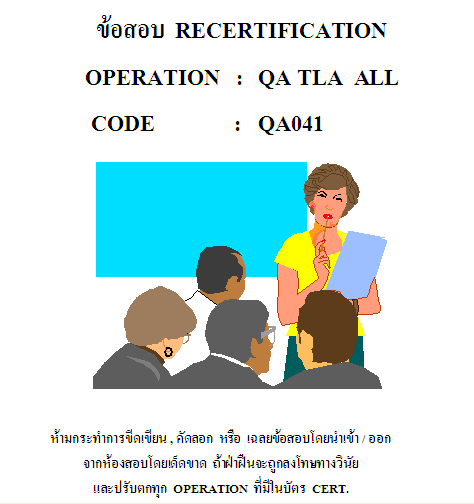 ข้อสอบ RECERTIFICATION
OPERATION : QA TLA ALL
CODE : QA041
ห้ามกระทำการขีดเขียน , คัดลอก หรือ เฉลยข้อสอบโดยนำเข้า / ออก
จากห้องสอบโดยเด็ดขาด ถ้าฝ่าฝืนจะถูกลงโทษทางวินัย
และปรับตกทุก OPERATION ที่มีในบัตร CERT.